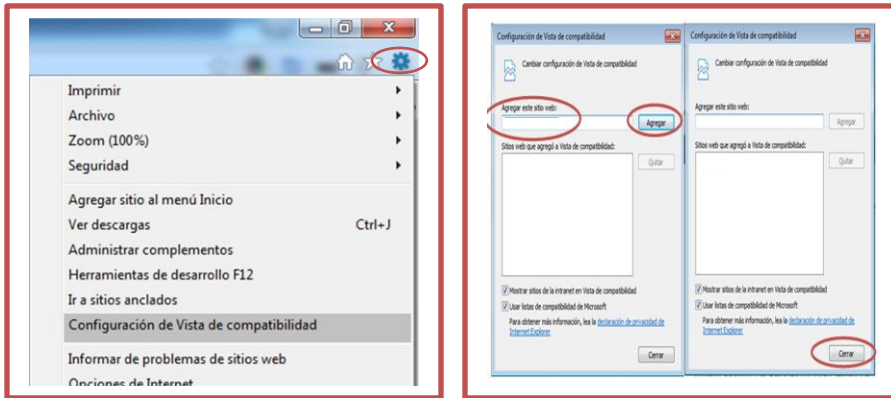 Imprimir
Archivo
Zoom (100%)
Seguridad
Agregar sitio al menú Inicio
Ver descargas Ctrl+J
Administrar complementos
Herramientas de desarrollo F12
Ir a sitios anclados
Configuración de Vista de compatibilidad
Informar de problemas de sitios web
Opciones de Internet
Configuración de Vista de compatibilidad
Cambiar configuración de Vista de compatibilidad
Agregar este sitio web:
Agregar
Sitios web que agregó a Vista de compatibilidad:
Quitar
Mostrar sitios de la intranet en Vista de compatibilidad
Usar listas de compatibilidad de Microsoft
Para obtener más información, lea la declaración de privacidad de
Internet Explorer
Cerrar
Configuración de Vista de compatibilidad
Cambiar configuración de Vista de compatibilidad
Agregar este sitio web:
Agregar
Sitios web que agregó a Vista de compatibilidad:
Quitar
Mostrar sitios de la intranet en Vista de compatibilidad
Usar listas de compatibilidad de Microsoft
Para obtener más información, lea la declaración de privacidad de
Internet Explorer
Cerrar